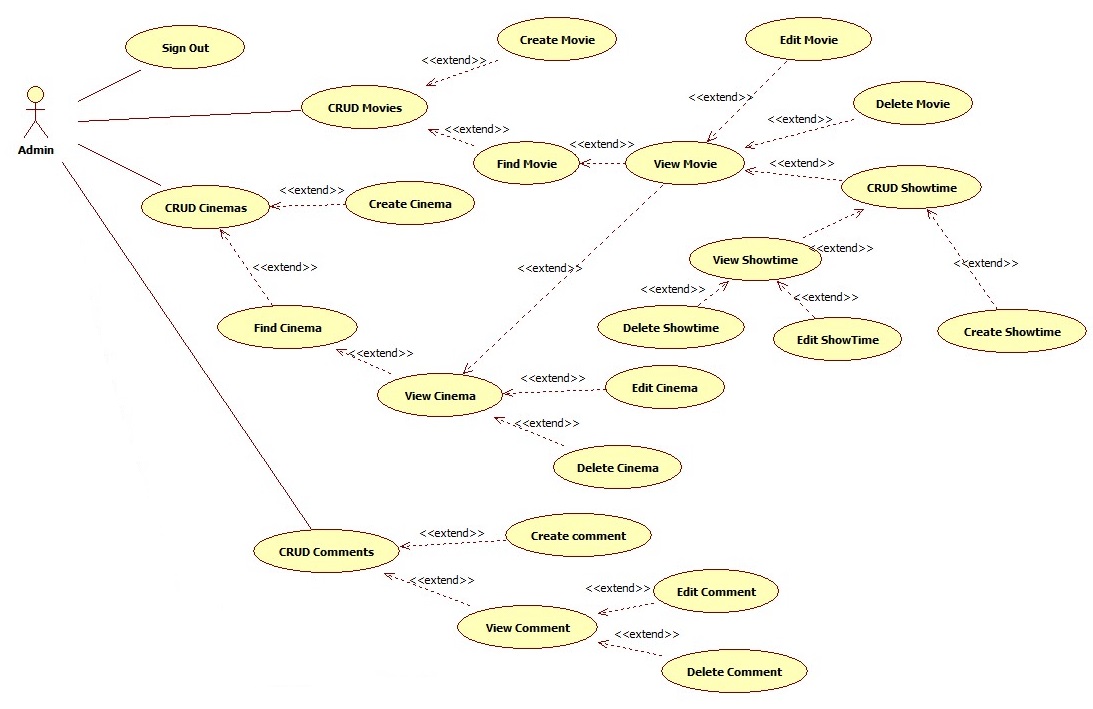 Sign Out
Create Movie
Edit Movie
<<extend>>
<<extend>>
Delete Movie
CRUD Movies
<<extend>>
<<extend>>
Admin
<<extend>>
Find Movie
View Movie
<<extend>>
CRUD Showtime
<<extend>>
CRUD Cinemas
Create Cinema
<<extend>>
View Showtime
<<extend>>
<<extend>>
<<extend>>
<<extend>>
<<extend>>
Find Cinema
Delete Showtime
Edit ShowTime
Create Showtime
<<extend>>
<<extend>>
Edit Cinema
View Cinema
<<extend>>
Delete Cinema
<<extend>>
Create comment
CRUD Comments
<<extend>>
<<extend>>
Edit Comment
View Comment
<<extend>>
Delete Comment